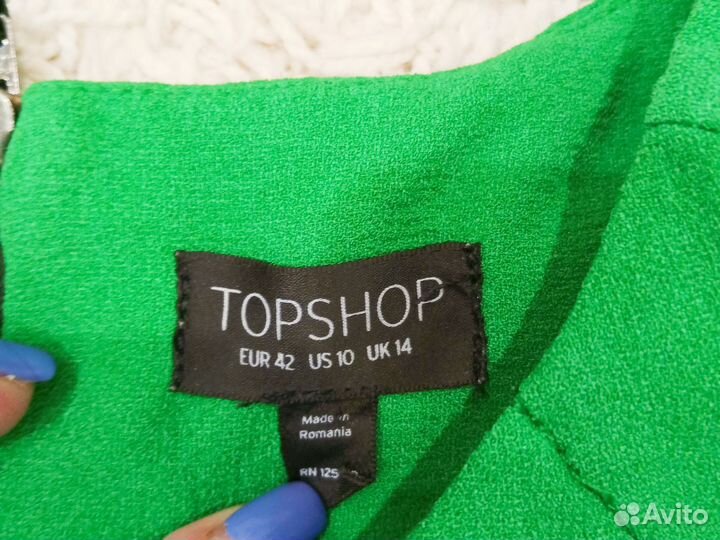 TOPSHOP
EUR 42 US 10 UK 14
Made in
Romania
RN 125
Avito